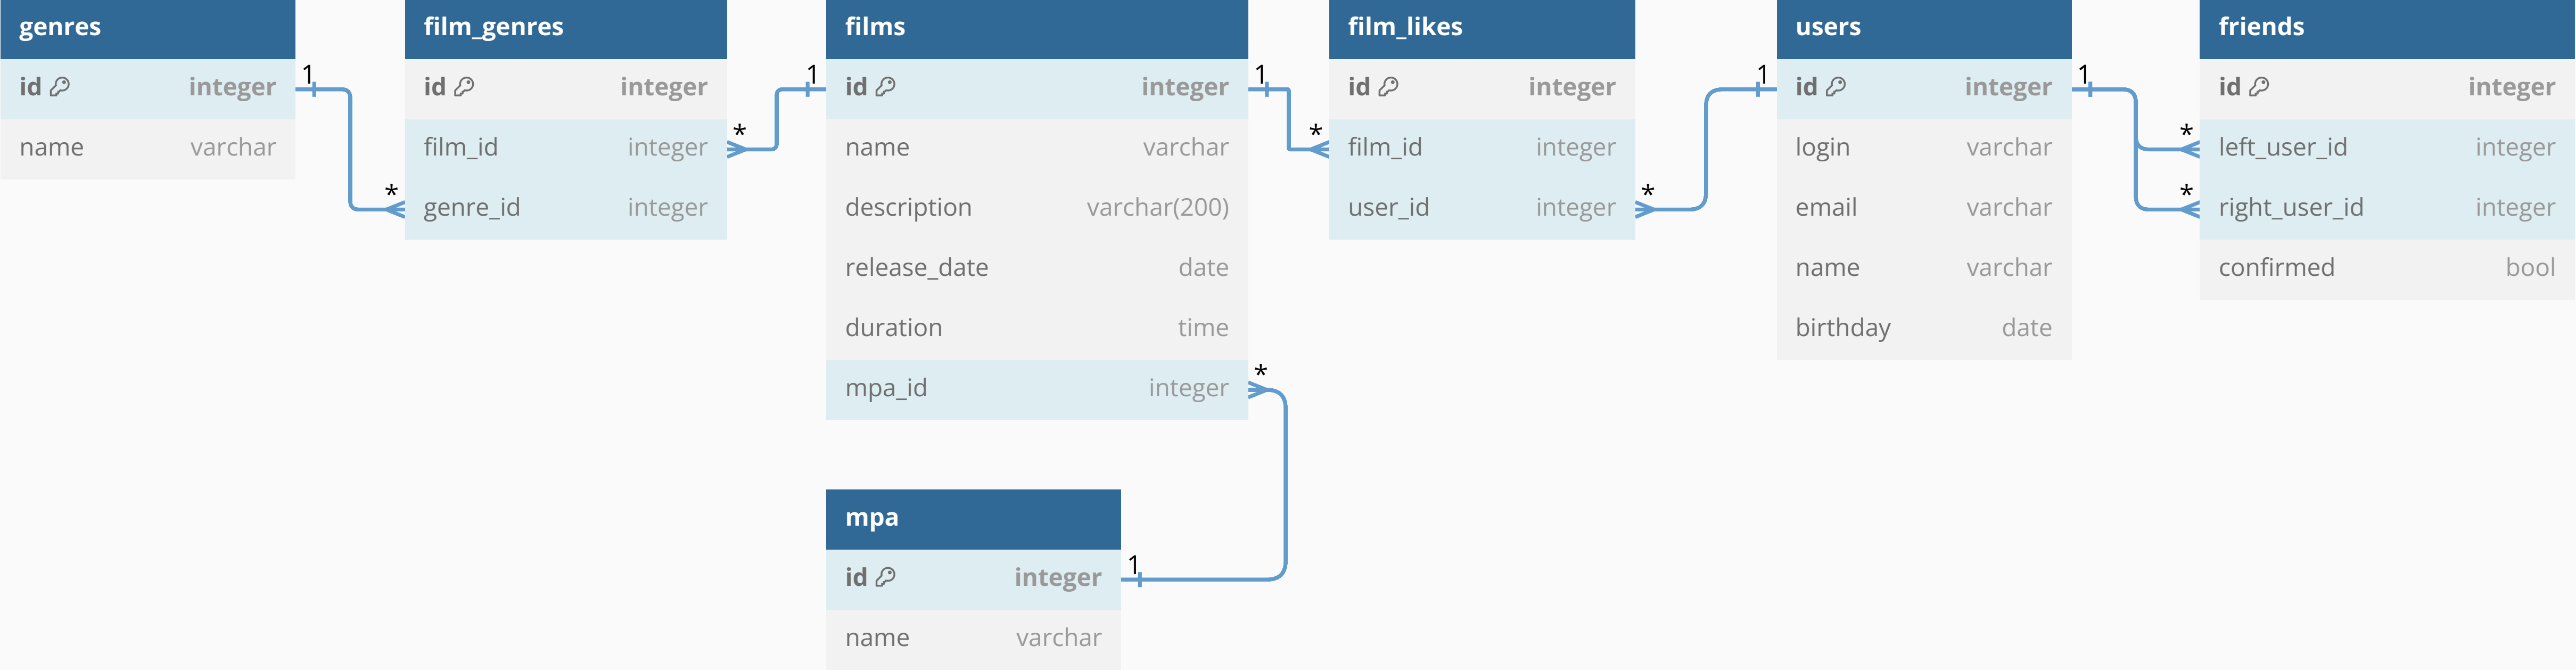 genres
id integer
name varchar
film_genres
id integer
film_id integer
genre_id integer
films
id integer
name varchar
description varchar(200)
release_date date
duration time
mpa_id integer
film_likes
id integer
film_id integer
user_id integer
users
id integer
login varchar
email varchar
name varchar
birthday date
friends
id integer
left_user_id integer
right_user_id integer
confirmed bool
mpa
id integer
name varchar
1
*
1
*
1
*
1
*
1
*
*
*
1